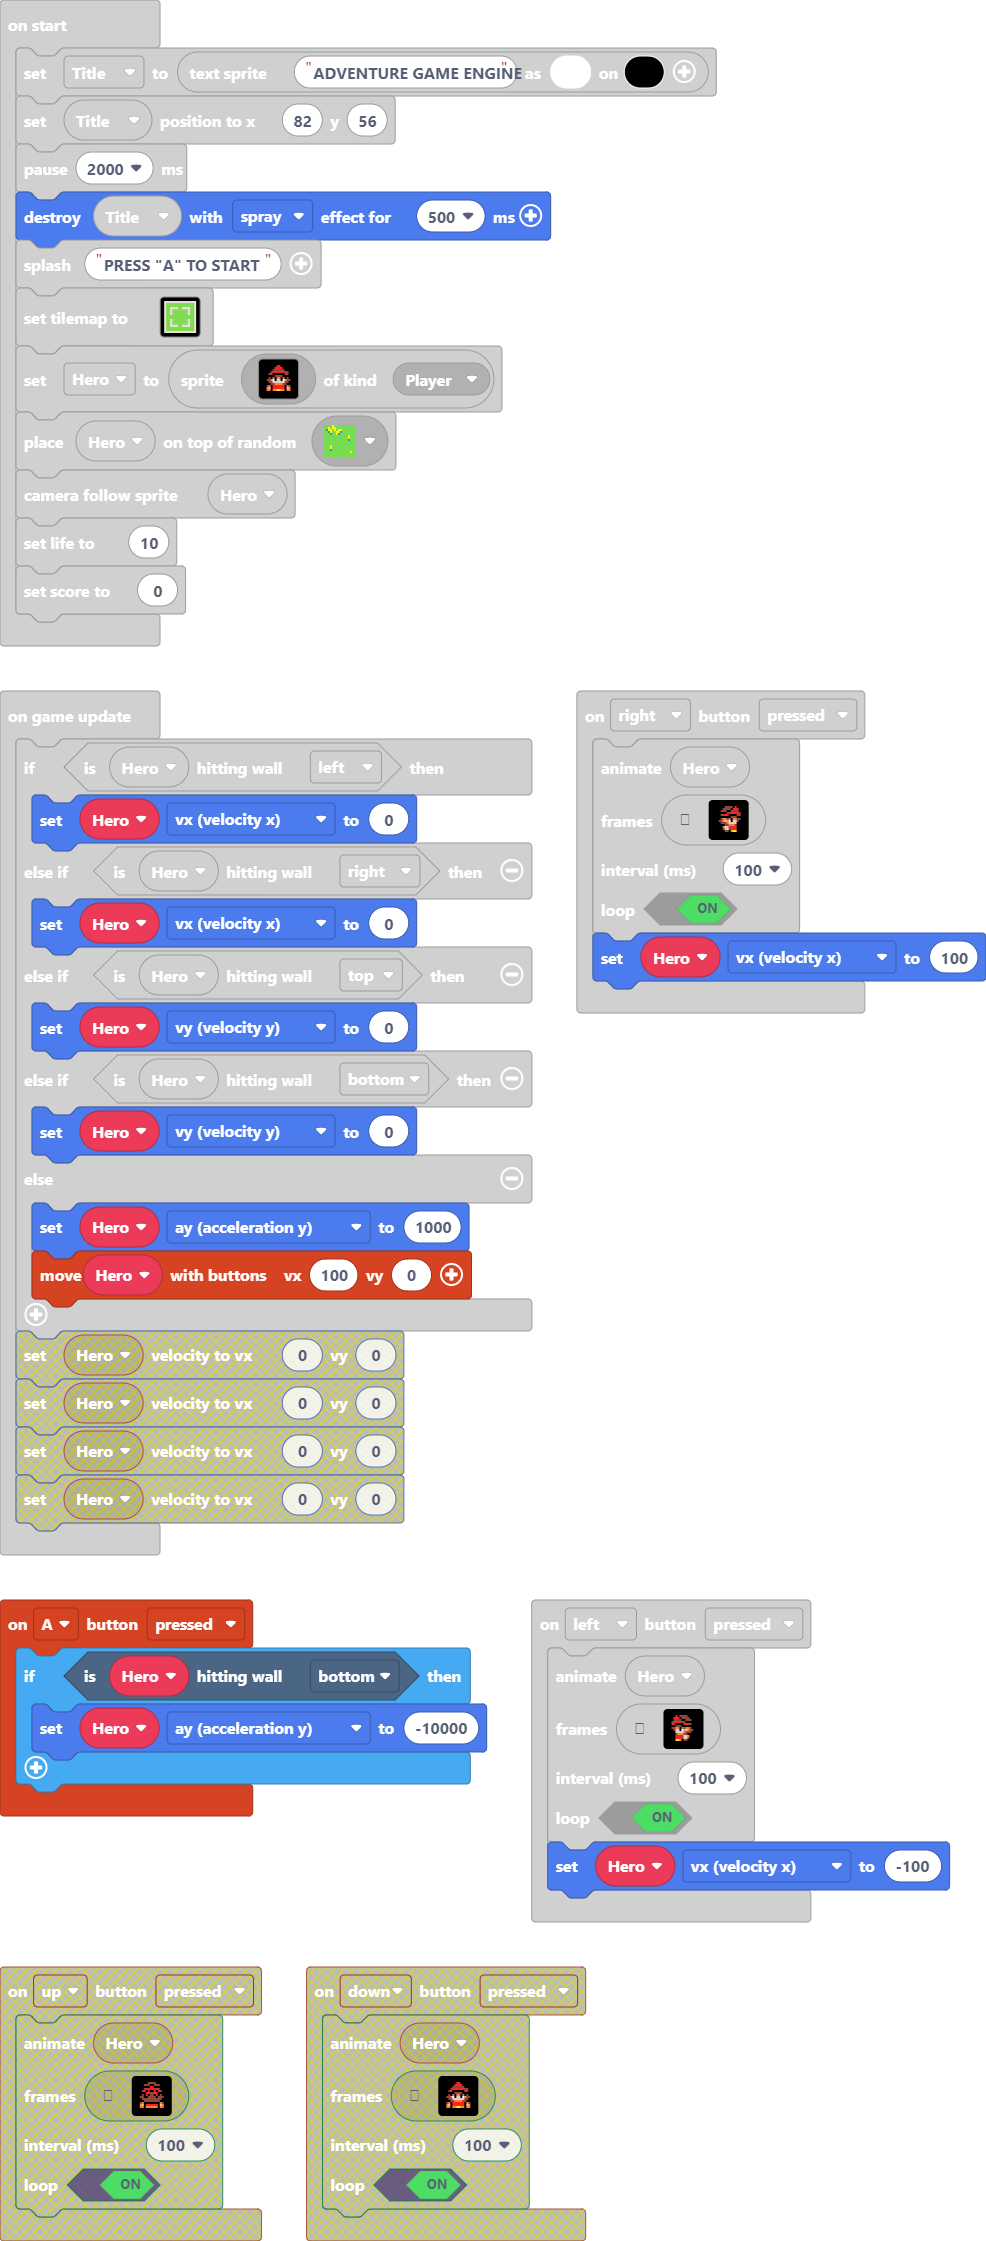 on start
set Title to text sprite "ADVENTURE GAME ENGINE" as on
set Title position to x 82 y 56
pause 2000 ms
destroy Title with spray effect for 500 ms
splash "PRESS "A" TO START"
set tilemap to
set Hero to sprite of kind Player
place Hero on top of random
camera follow sprite Hero
set life to 10
set score to 0
on game update
if is Hero hitting wall left then
set Hero vx (velocity x) to 0
else if is Hero hitting wall right then
set Hero vx (velocity x) to 0
else if is Hero hitting wall top then
set Hero vy (velocity y) to 0
else if is Hero hitting wall bottom then
set Hero vy (velocity y) to 0
else
set Hero ay (acceleration y) to 1000
move Hero with buttons vx 100 vy 0
set Hero velocity to vx 0 vy 0
set Hero velocity to vx 0 vy 0
set Hero velocity to vx 0 vy 0
set Hero velocity to vx 0 vy 0
on right button pressed
animate Hero
frames
interval (ms) 100
loop ON
set Hero vx (velocity x) to 100
on A button pressed
if is Hero hitting wall bottom then
set Hero ay (acceleration y) to -10000
on left button pressed
animate Hero
frames
interval (ms) 100
loop ON
set Hero vx (velocity x) to -100
on up button pressed
animate Hero
frames
interval (ms) 100
loop ON
on down button pressed
animate Hero
frames
interval (ms) 100
loop ON